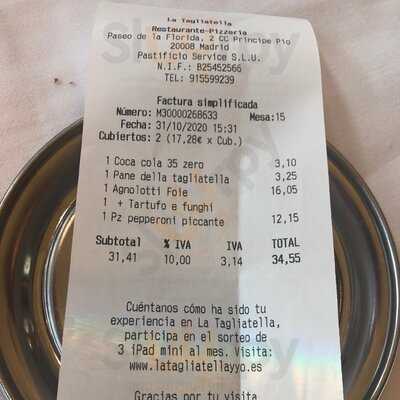 La Tagliatella
Restaurante-Pizzeria
Paseo de la Florida, 2 CC Principe Pio
20008 Madrid
Pastificio Service S.L.U.
N.I.F.: B25452566
TEL: 915599239
Factura simplificada
Número: M30000268633 Mesa: 15
Fecha: 31/10/2020 15:31
Cubiertos: 2 (17,28€ x Cub.)
1 Coca cola 35 zero 3,10
1 Pane della tagliatella 3,25
1 Agnolotti Foie 16,05
1 + Tartufo e funghi
1 Pz pepperoni piccante 12,15
Subtotal % IVA IVA TOTAL
31,41 10,00 3,14 34,55
Cuéntanos cómo ha sido tu
experiencia en La Tagliatella,
participa en el sorteo de
3 iPad mini al mes. Visita:
www.latagliatellayyo.es
Gracias por tu visita